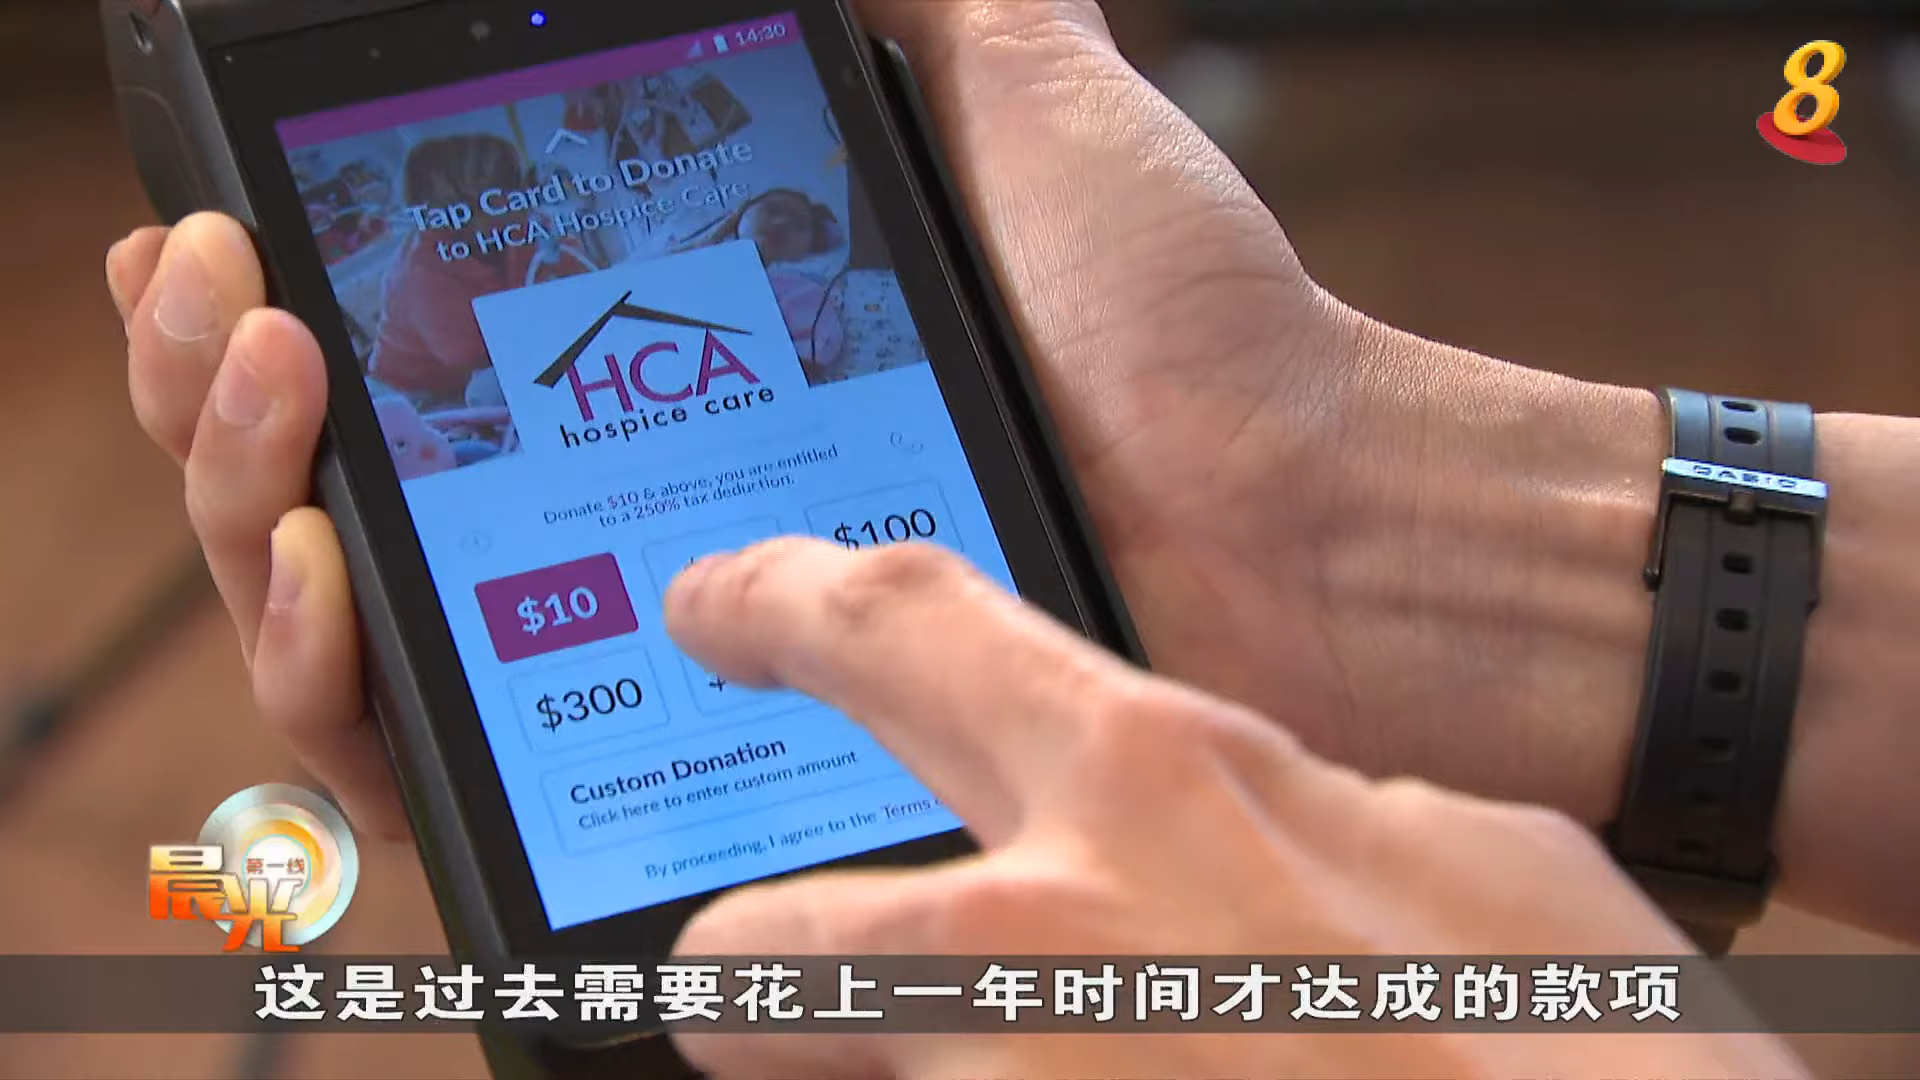 14:30
8
Tap Card to Donate
to HCA Hospice Care
HCA
hospice care
Donate $10 & above, you are entitled
to a 250% tax deduction.
$10
$100
$300
Custom Donation
Click here to enter custom amount
By proceeding, I agree to the Terms
CASIO
晨光
第一线
这是过去需要花上一年时间才达成的款项